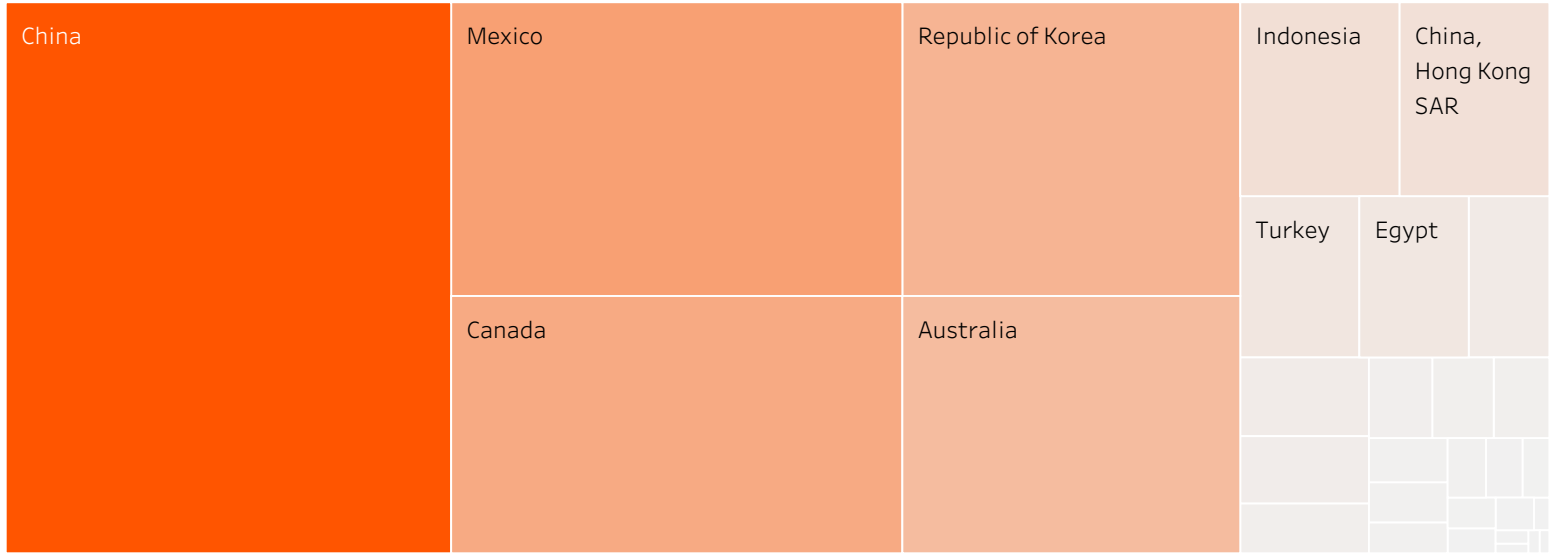 China
Mexico
Republic of Korea
Indonesia
China,
Hong Kong
SAR
Turkey
Egypt
Canada
Australia